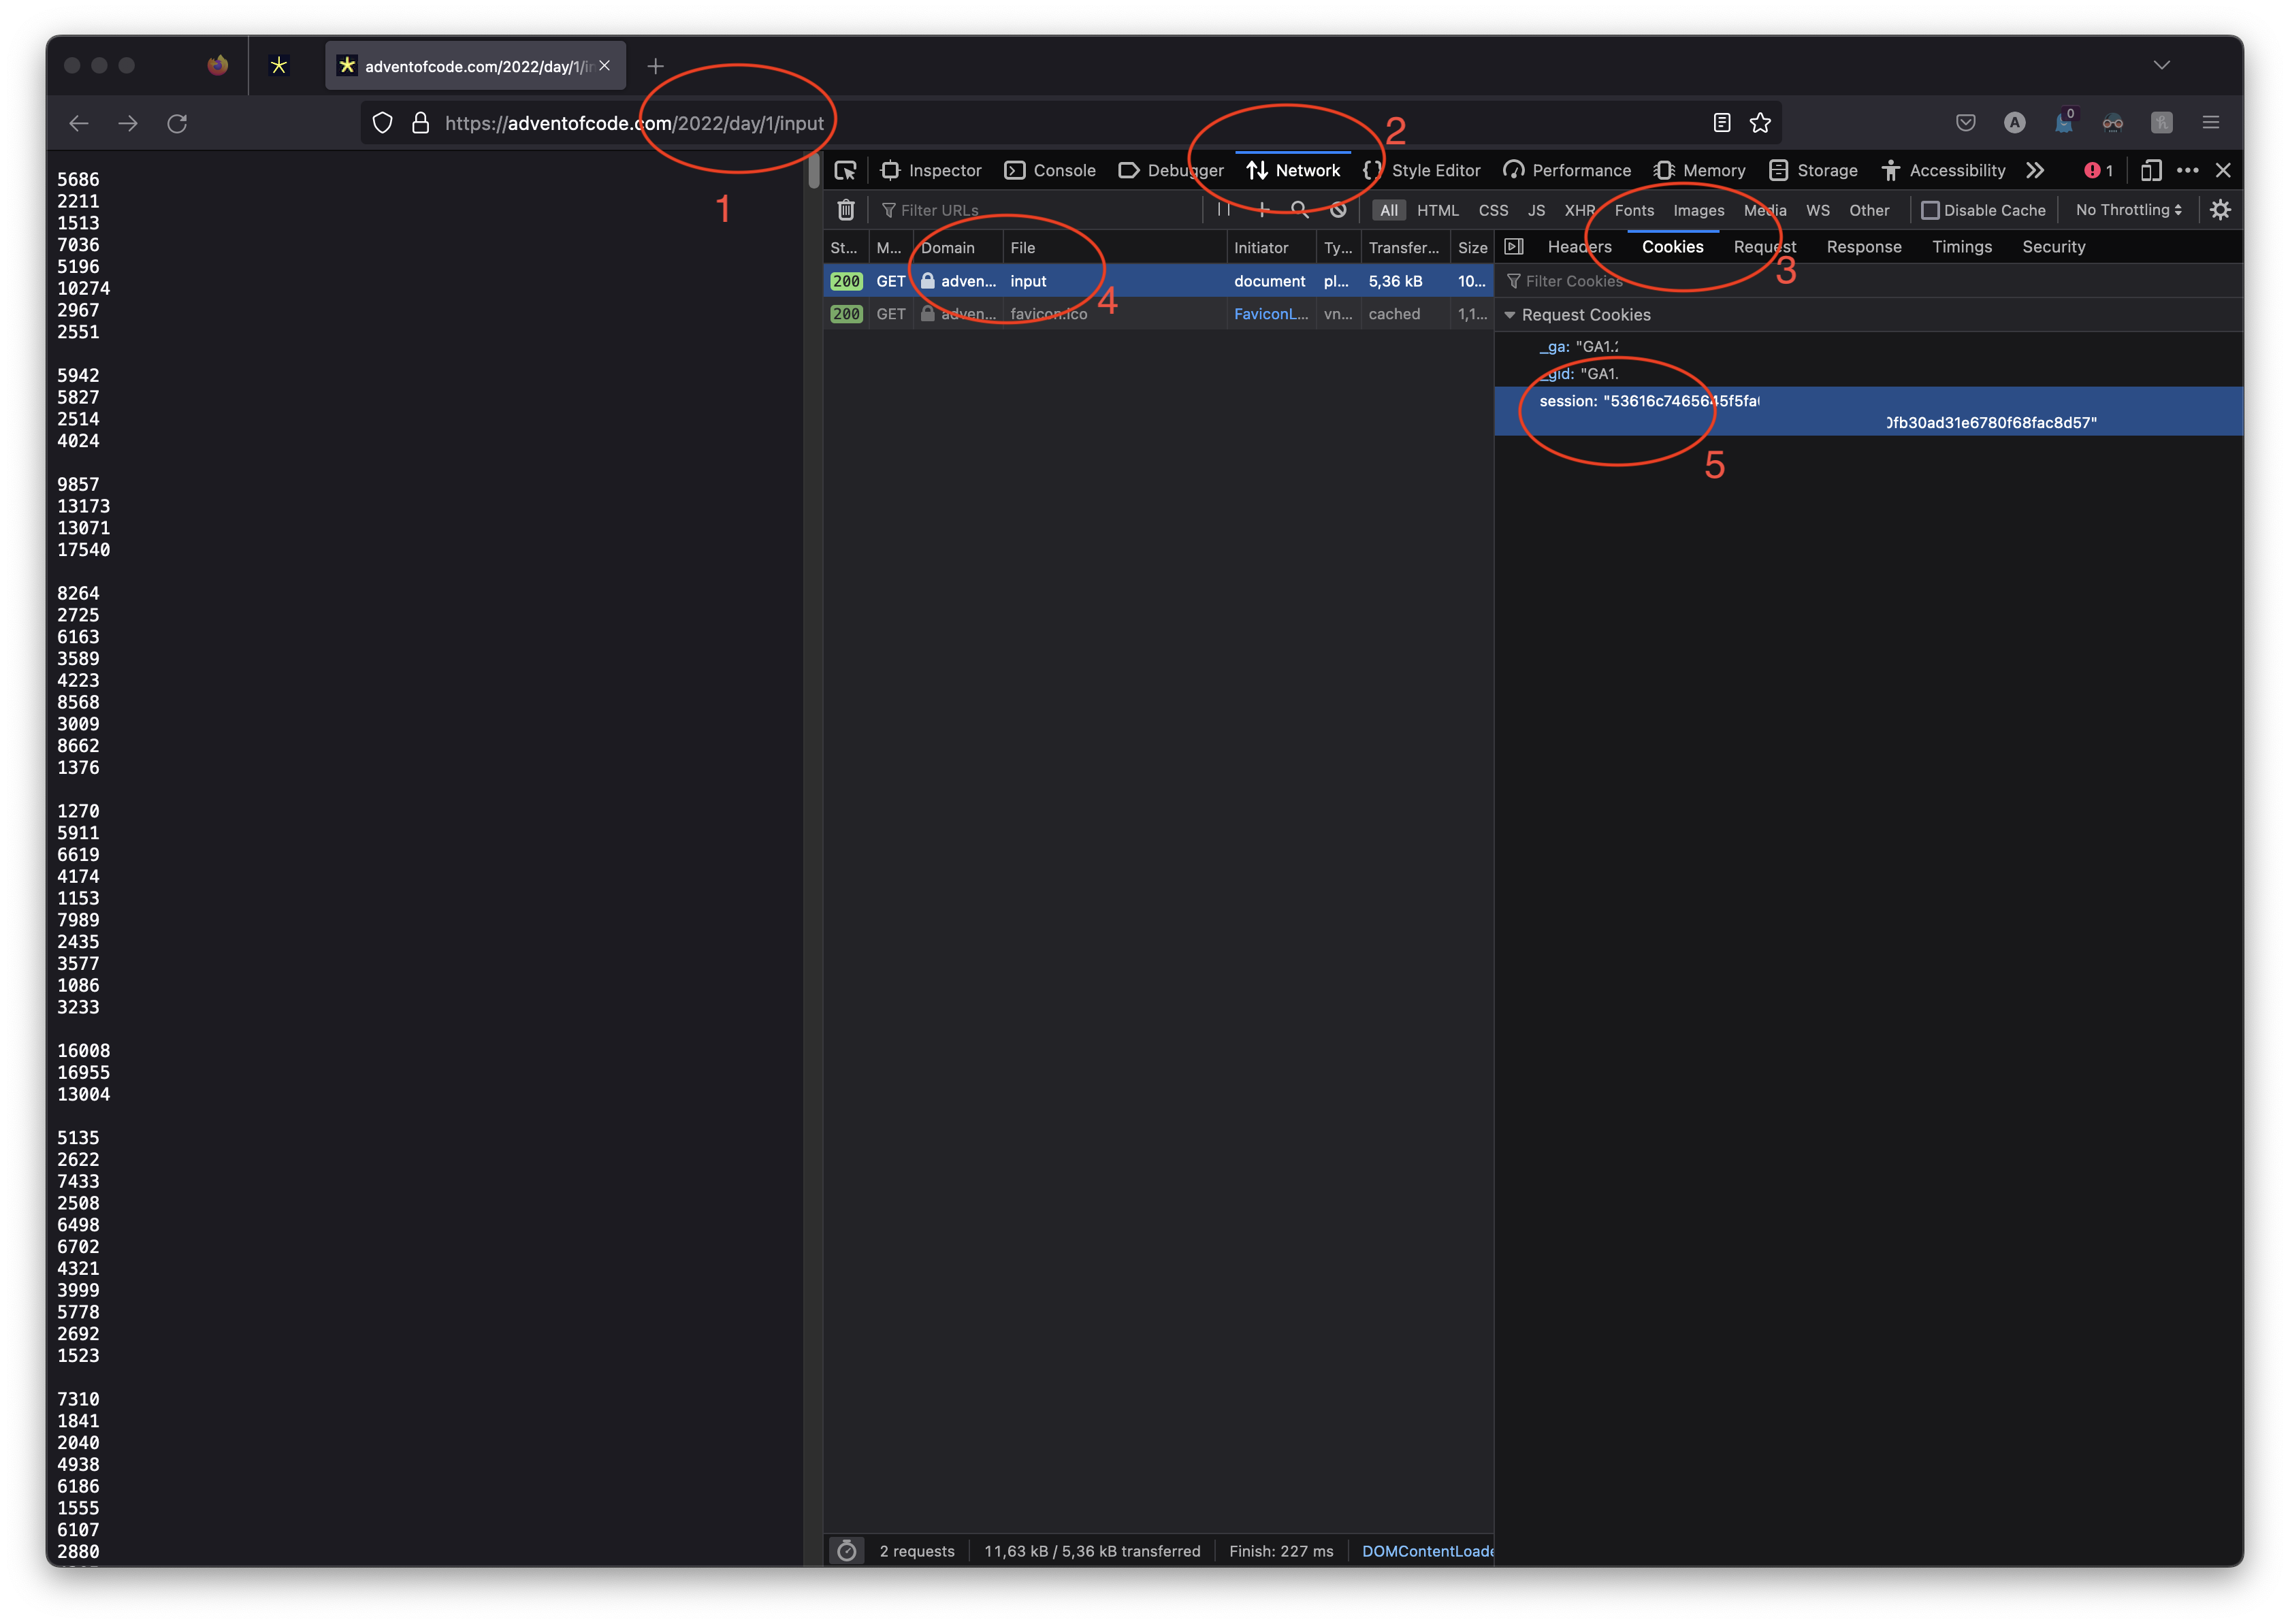 adventofcode.com/2022/day/1/in
https://adventofcode.com/2022/day/1/input
0
A
1
2
Inspector
Console
Debugger
Network
Style Editor
Performance
Memory
Storage
Accessibility
1
Filter URLs
All
HTML
CSS
JS
XHR
Fonts
Images
Media
WS
Other
Disable Cache
No Throttling
St...
M...
Domain
File
Initiator
Ty...
Transfer...
Size
200 GET adven... input document pl... 5,36 kB 10...
200 GET adven... favicon.ico FaviconL... vn... cached 1,1...
4
Headers
Cookies
Request
Response
Timings
Security
3
Filter Cookies
Request Cookies
_ga: "GA1.
_gid: "GA1.
session: "53616c7465645f5fa
fb30ad31e6780f68fac8d57"
5
5686
2211
1513
7036
5196
10274
2967
2551
5942
5827
2514
4024
9857
13173
13071
17540
8264
2725
6163
3589
4223
8568
3009
8662
1376
1270
5911
6619
4174
1153
7989
2435
3577
1086
3233
16008
16955
13004
5135
2622
7433
2508
6498
6702
4321
3999
5778
2692
1523
7310
1841
2040
4938
6186
1555
6107
2880
2 requests
11,63 kB / 5,36 kB transferred
Finish: 227 ms
DOMContentLoade